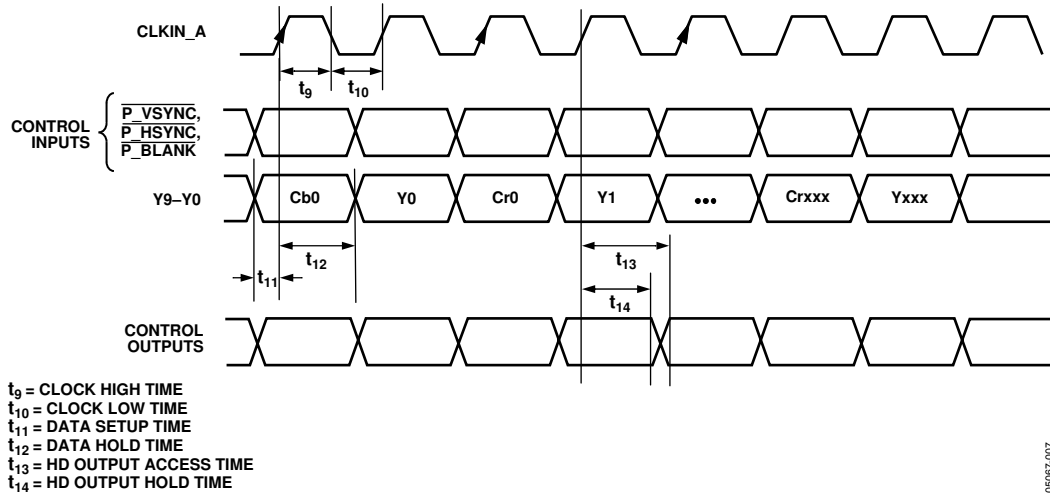 CLKIN_A
t9
t10
CONTROL
INPUTS
P_VSYNC,
P_HSYNC,
P_BLANK
Y9–Y0
Cb0
Y0
Cr0
Y1
•••
Crxxx
Yxxx
t12
t11
t13
t14
CONTROL
OUTPUTS
t9 = CLOCK HIGH TIME
t10 = CLOCK LOW TIME
t11 = DATA SETUP TIME
t12 = DATA HOLD TIME
t13 = HD OUTPUT ACCESS TIME
t14 = HD OUTPUT HOLD TIME
05067-007